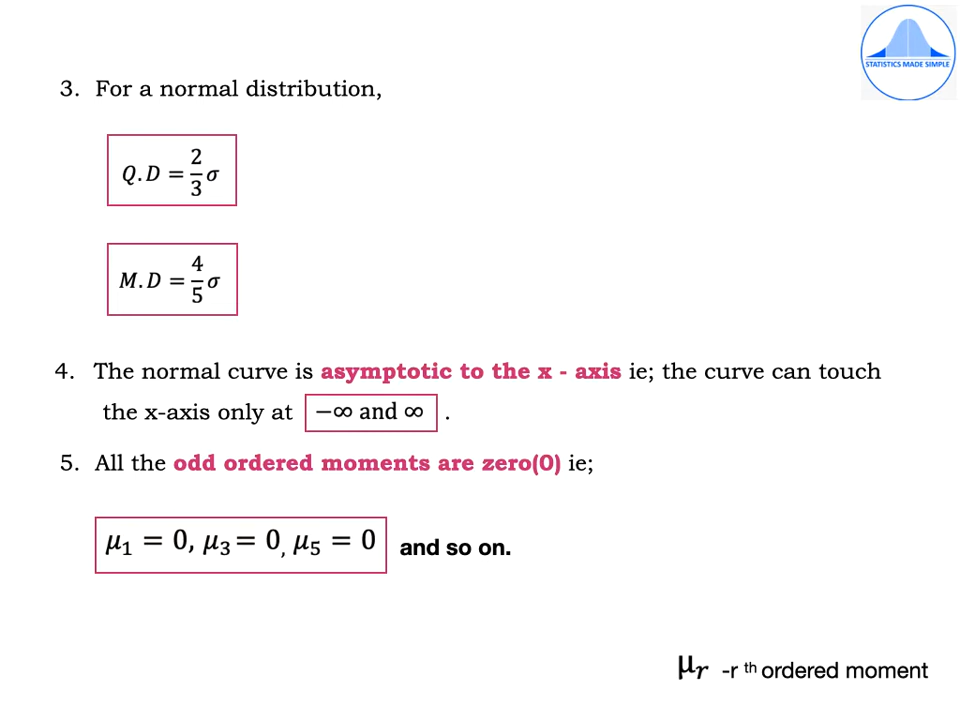 STATISTICS MADE SIMPLE
3. For a normal distribution,
Q.D = 2/3 σ
M.D = 4/5 σ
4. The normal curve is asymptotic to the x - axis ie; the curve can touch
the x-axis only at −∞ and ∞ .
5. All the odd ordered moments are zero(0) ie;
μ₁ = 0, μ₃ = 0, μ₅ = 0 and so on.
μᵣ -r th ordered moment